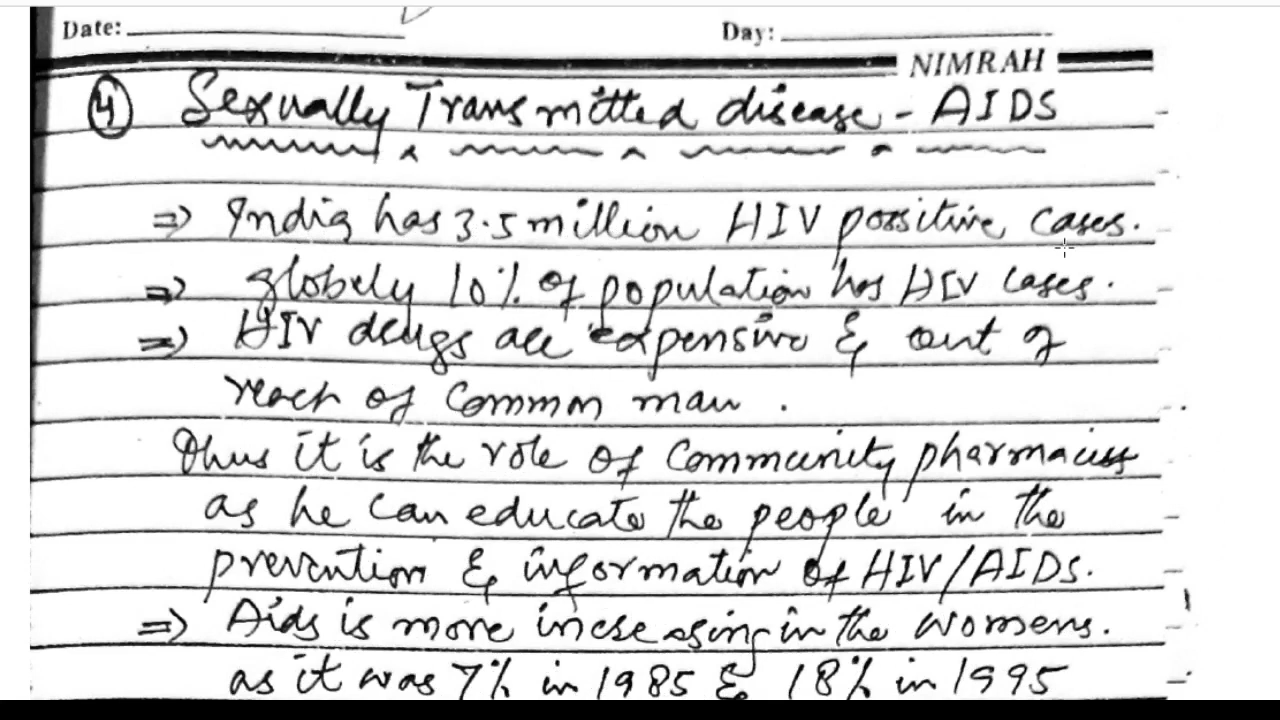 Date: Day:
NIMRAH
4 Sexually Transmitted disease - AIDS
⇒ India has 3.5 million HIV possitive cases.
⇒ globely 10% of population has HIV cases.
⇒ HIV drugs are expensive & out of
reach of common man.
Thus it is the role of community pharmacist
as he can educate the people in the
prevention & information of HIV/AIDS.
⇒ Aids is more increasing in the womens.
as it was 7% in 1985 & 18% in 1995